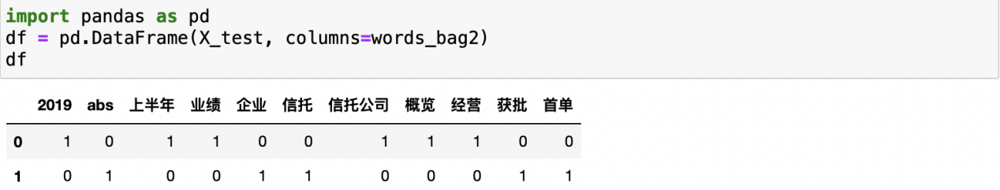 import pandas as pd
df = pd.DataFrame(X_test, columns=words_bag2)
df
2019 abs 上半年 业绩 企业 信托 信托公司 概览 经营 获批 首单
0 1 0 1 1 0 0 1 1 1 0 0
1 0 1 0 0 1 1 0 0 0 1 1